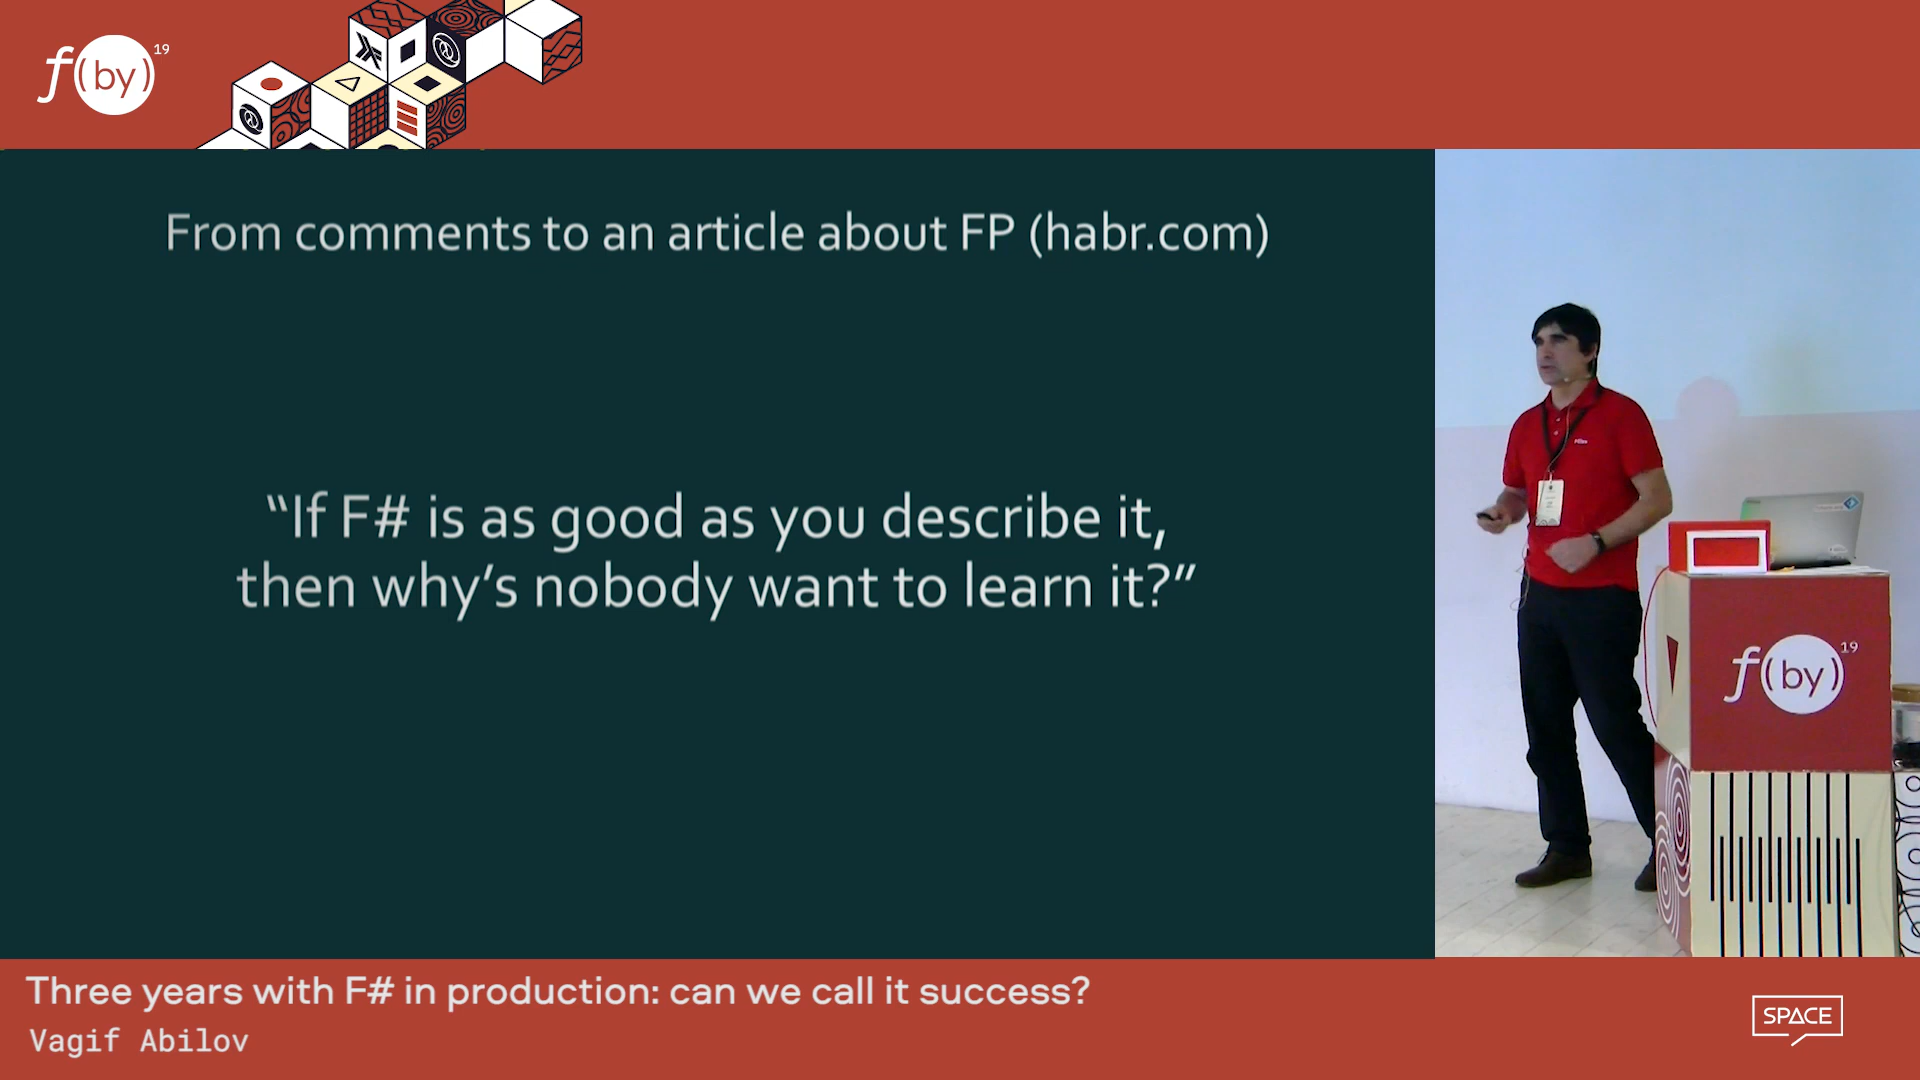 f(by) 19
From comments to an article about FP (habr.com)
“If F# is as good as you describe it,
then why’s nobody want to learn it?”
f(by) 19
Three years with F# in production: can we call it success?
Vagif Abilov
SPACE